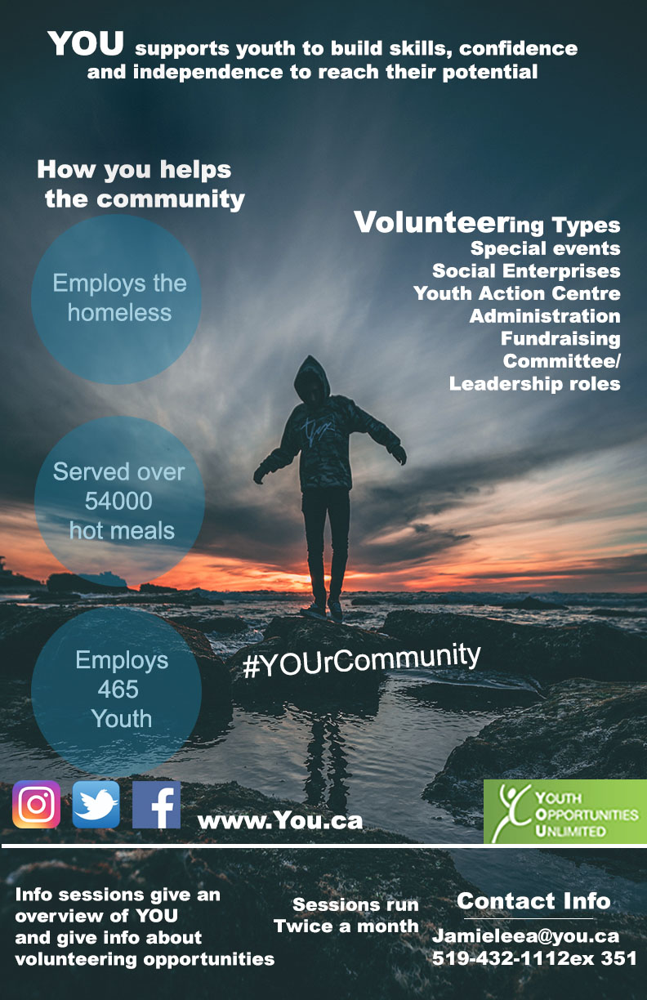 YOU supports youth to build skills, confidence
and independence to reach their potential
How you helps
the community
Employs the
homeless
Served over
54000
hot meals
Employs
465
Youth
Volunteering Types
Special events
Social Enterprises
Youth Action Centre
Administration
Fundraising
Committee/
Leadership roles
#YOUrCommunity
www.You.ca
YOUTH
OPPORTUNITIES
UNLIMITED
Info sessions give an
overview of YOU
and give info about
volunteering opportunities
Sessions run
Twice a month
Contact Info
Jamieleea@you.ca
519-432-1112ex 351